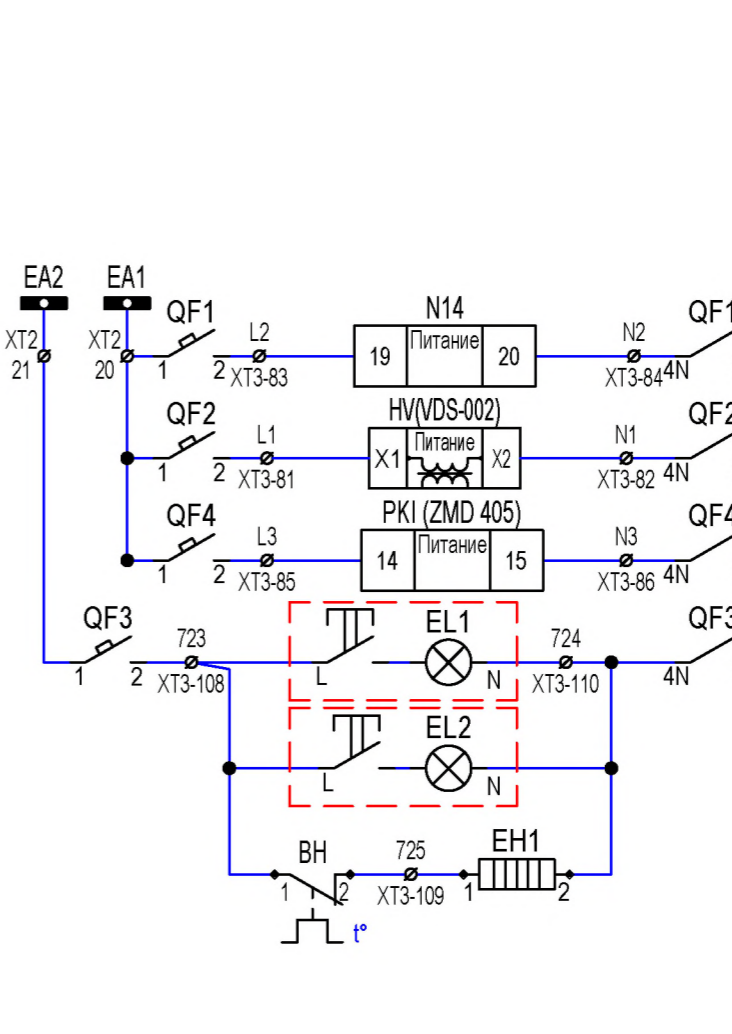 EA2 EA1
QF1 L2 N14 N2 QF1
XT2 XT2 19 Питание 20
21 20 1 2 XT3-83 XT3-84 4N
QF2 L1 HV(VDS-002) N1 QF2
X1 Питание X2
1 2 XT3-81 XT3-82 4N
QF4 L3 PKI (ZMD 405) N3 QF4
14 Питание 15
1 2 XT3-85 XT3-86 4N
QF3 723 EL1 724 QF3
1 2 XT3-108 L N XT3-110 4N
EL2
L N
BH 725 EH1
1 2 XT3-109 1 2
t°